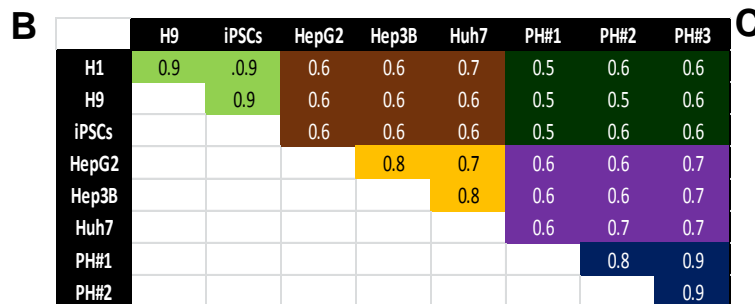 B
C
H9 iPSCs HepG2 Hep3B Huh7 PH#1 PH#2 PH#3
H1 0.9 .0.9 0.6 0.6 0.7 0.5 0.6 0.6
H9 0.9 0.6 0.6 0.6 0.5 0.5 0.6
iPSCs 0.6 0.6 0.6 0.5 0.6 0.6
HepG2 0.8 0.7 0.6 0.6 0.7
Hep3B 0.8 0.6 0.6 0.7
Huh7 0.6 0.7 0.7
PH#1 0.8 0.9
PH#2 0.9